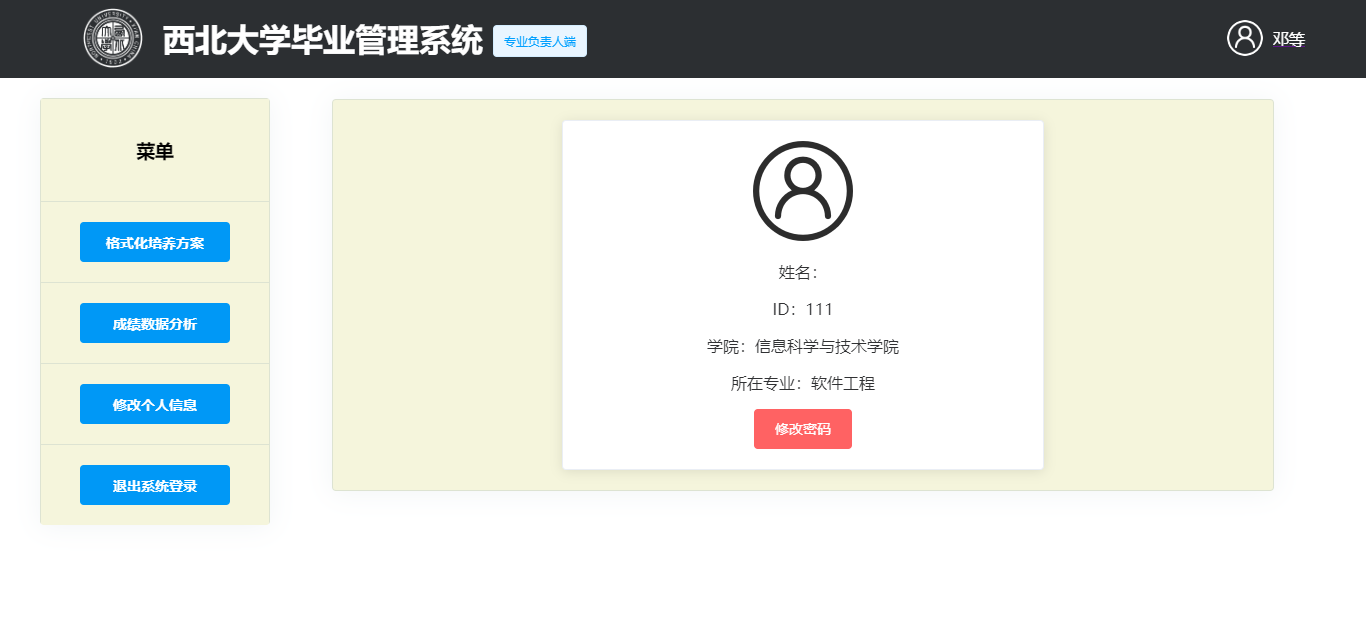 西北大学毕业管理系统
专业负责人端
邓等
菜单
格式化培养方案
成绩数据分析
修改个人信息
退出系统登录
姓名：
ID：111
学院：信息科学与技术学院
所在专业：软件工程
修改密码